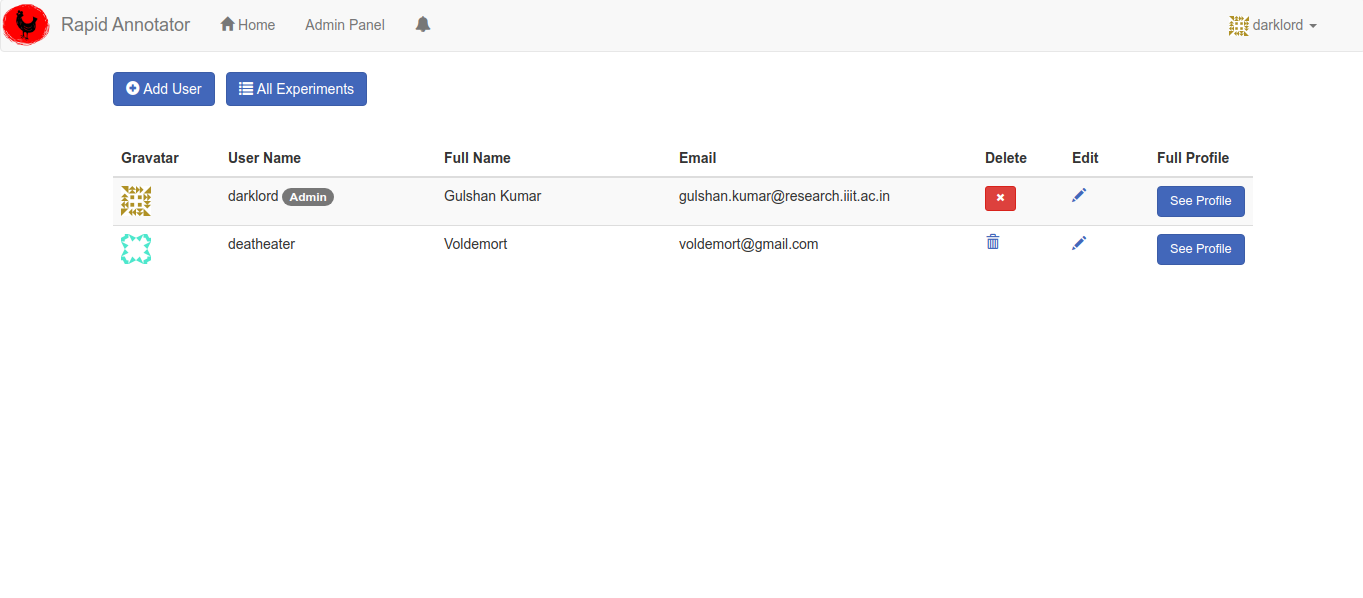 Rapid Annotator Home Admin Panel darklord
Add User All Experiments
Gravatar User Name Full Name Email Delete Edit Full Profile
darklord Admin Gulshan Kumar gulshan.kumar@research.iiit.ac.in See Profile
deatheater Voldemort voldemort@gmail.com See Profile